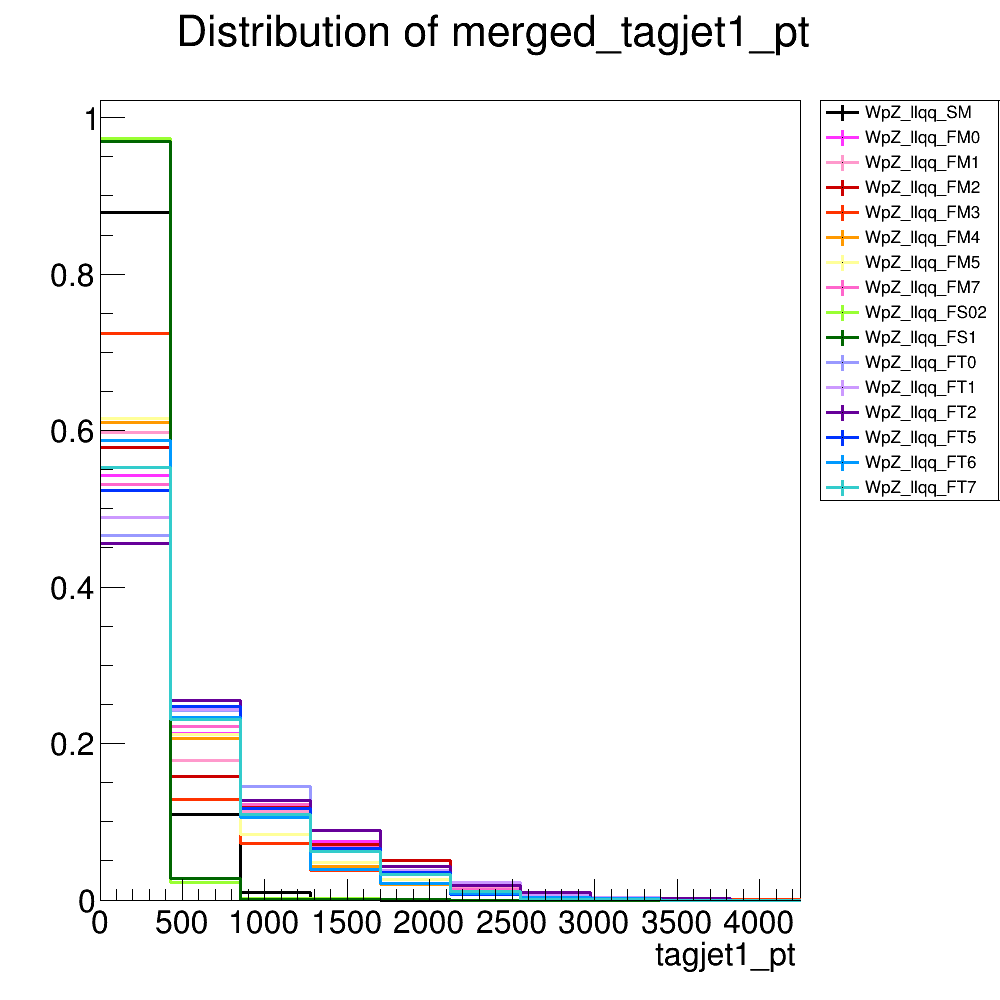 Distribution of merged_tagjet1_pt
1
0.8
0.6
0.4
0.2
0
0 500 1000 1500 2000 2500 3000 3500 4000
tagjet1_pt
WpZ_llqq_SM
WpZ_llqq_FM0
WpZ_llqq_FM1
WpZ_llqq_FM2
WpZ_llqq_FM3
WpZ_llqq_FM4
WpZ_llqq_FM5
WpZ_llqq_FM7
WpZ_llqq_FS02
WpZ_llqq_FS1
WpZ_llqq_FT0
WpZ_llqq_FT1
WpZ_llqq_FT2
WpZ_llqq_FT5
WpZ_llqq_FT6
WpZ_llqq_FT7